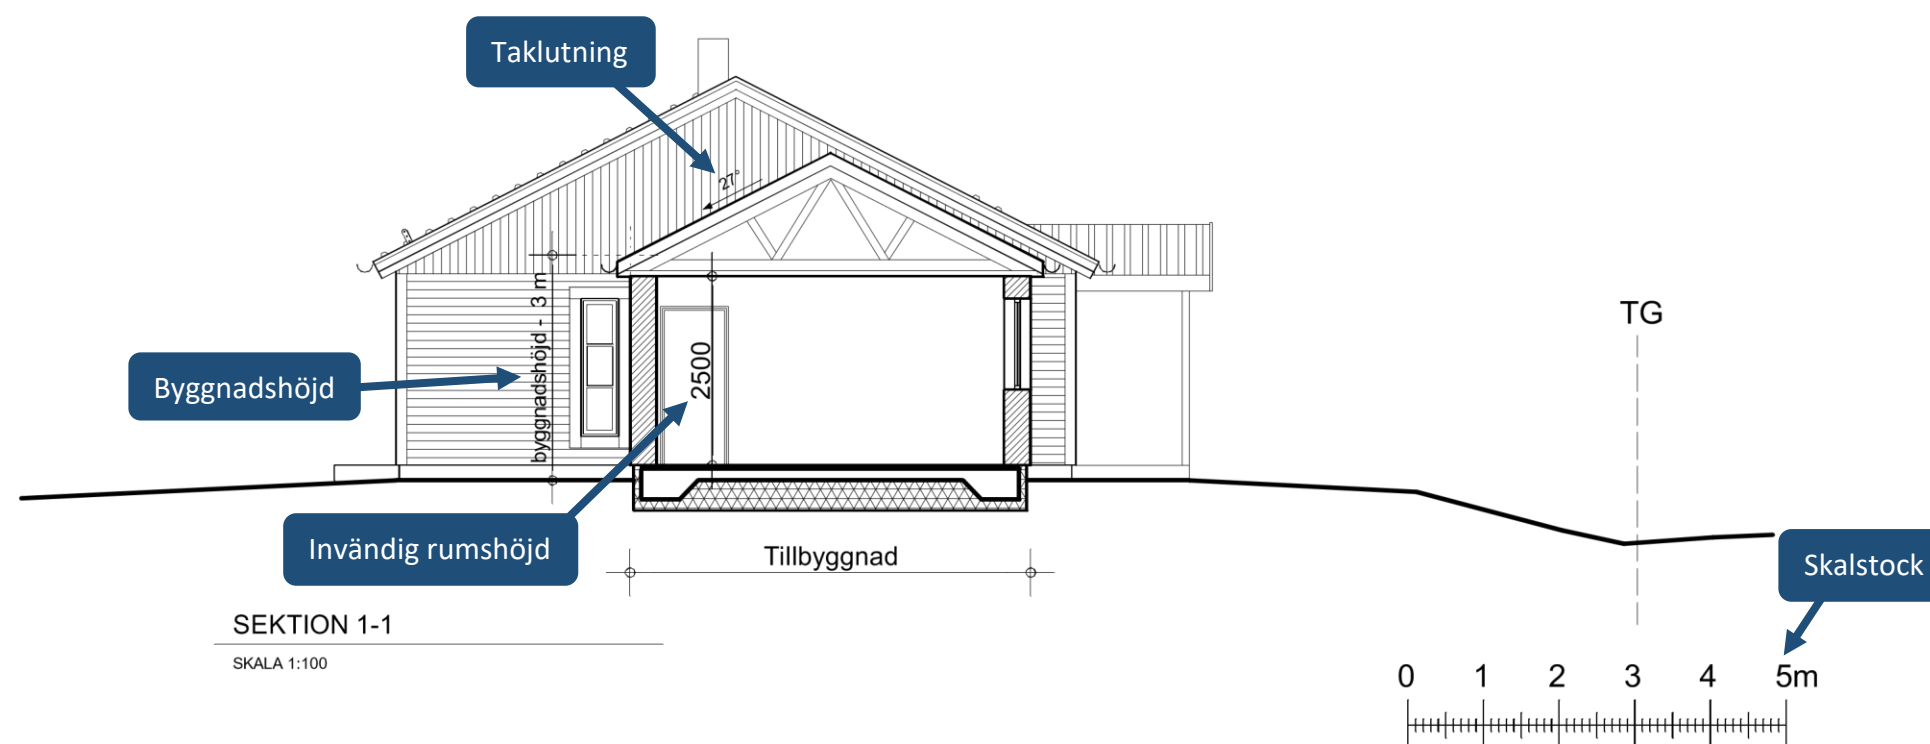 Taklutning
27°
TG
byggnadshöjd - 3 m
Byggnadshöjd
2500
Invändig rumshöjd
Tillbyggnad
Skalstock
SEKTION 1-1
SKALA 1:100
0 1 2 3 4 5m